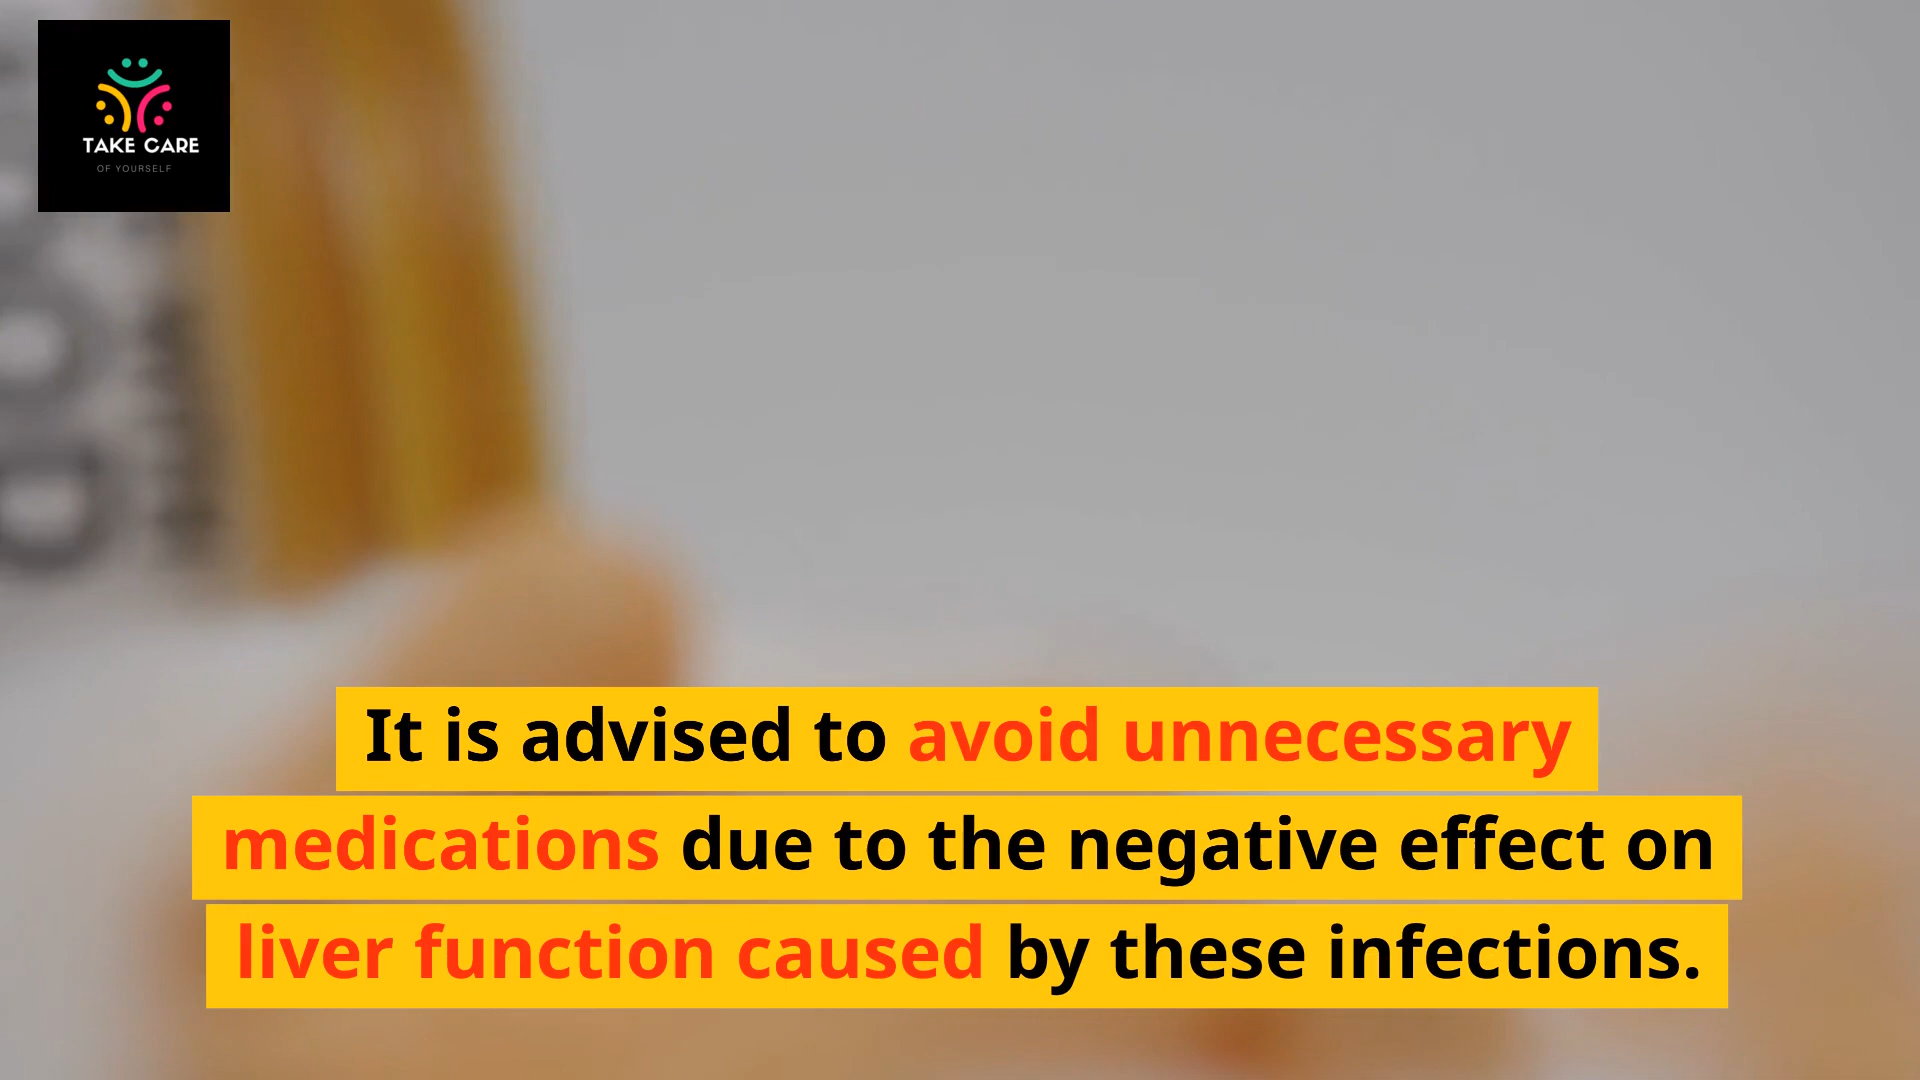 TAKE CARE
OF YOURSELF
It is advised to avoid unnecessary
medications due to the negative effect on
liver function caused by these infections.